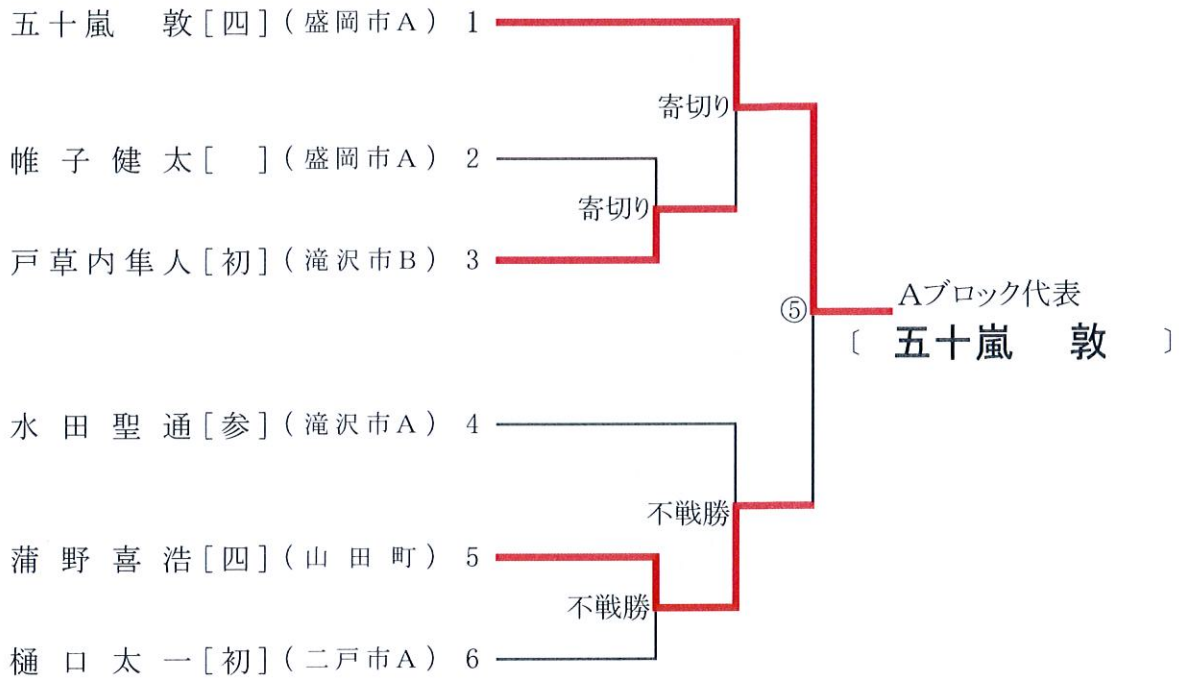 五十嵐 敦[四](盛岡市A) 1
寄切り
帷子健太[ ](盛岡市A) 2
寄切り
戸草内隼人[初](滝沢市B) 3
Aブロック代表
⑤
〔 五十嵐 敦 〕
水田聖通[参](滝沢市A) 4
不戦勝
蒲野喜浩[四](山田町) 5
不戦勝
樋口太一[初](二戸市A) 6